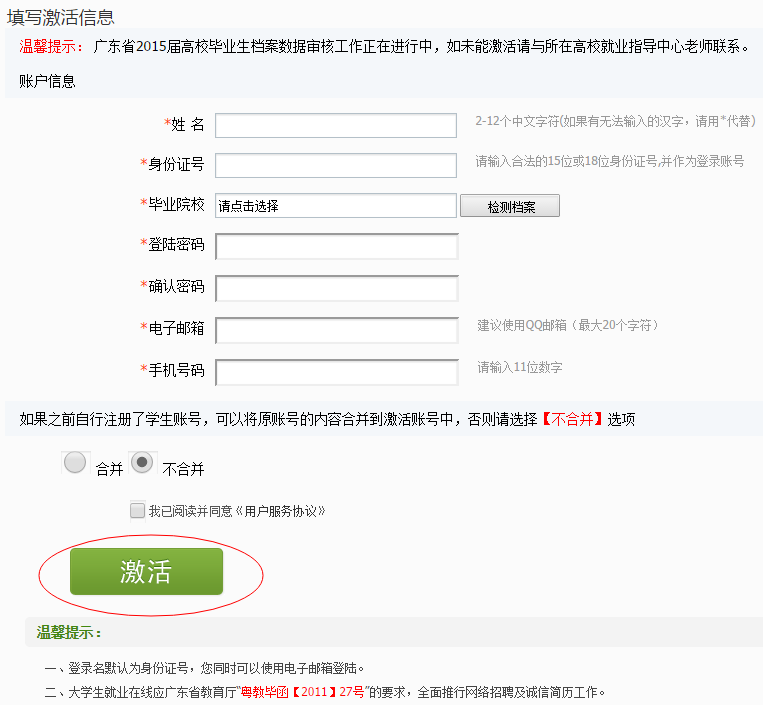 填写激活信息
温馨提示： 广东省2015届高校毕业生档案数据审核工作正在进行中，如未能激活请与所在高校就业指导中心老师联系。
账户信息
*姓 名 2-12个中文字符(如果有无法输入的汉字，请用*代替)
*身份证号 请输入合法的15位或18位身份证号,并作为登录账号
*毕业院校 请点击选择 检测档案
*登陆密码
*确认密码
*电子邮箱 建议使用QQ邮箱（最大20个字符）
*手机号码 请输入11位数字
如果之前自行注册了学生账号，可以将原账号的内容合并到激活账号中，否则请选择【不合并】选项
合并 不合并
我已阅读并同意《用户服务协议》
激活
温馨提示：
一、登录名默认为身份证号，您同时可以使用电子邮箱登陆。
二、大学生就业在线应广东省教育厅“粤教毕函【2011】27号”的要求，全面推行网络招聘及诚信简历工作。